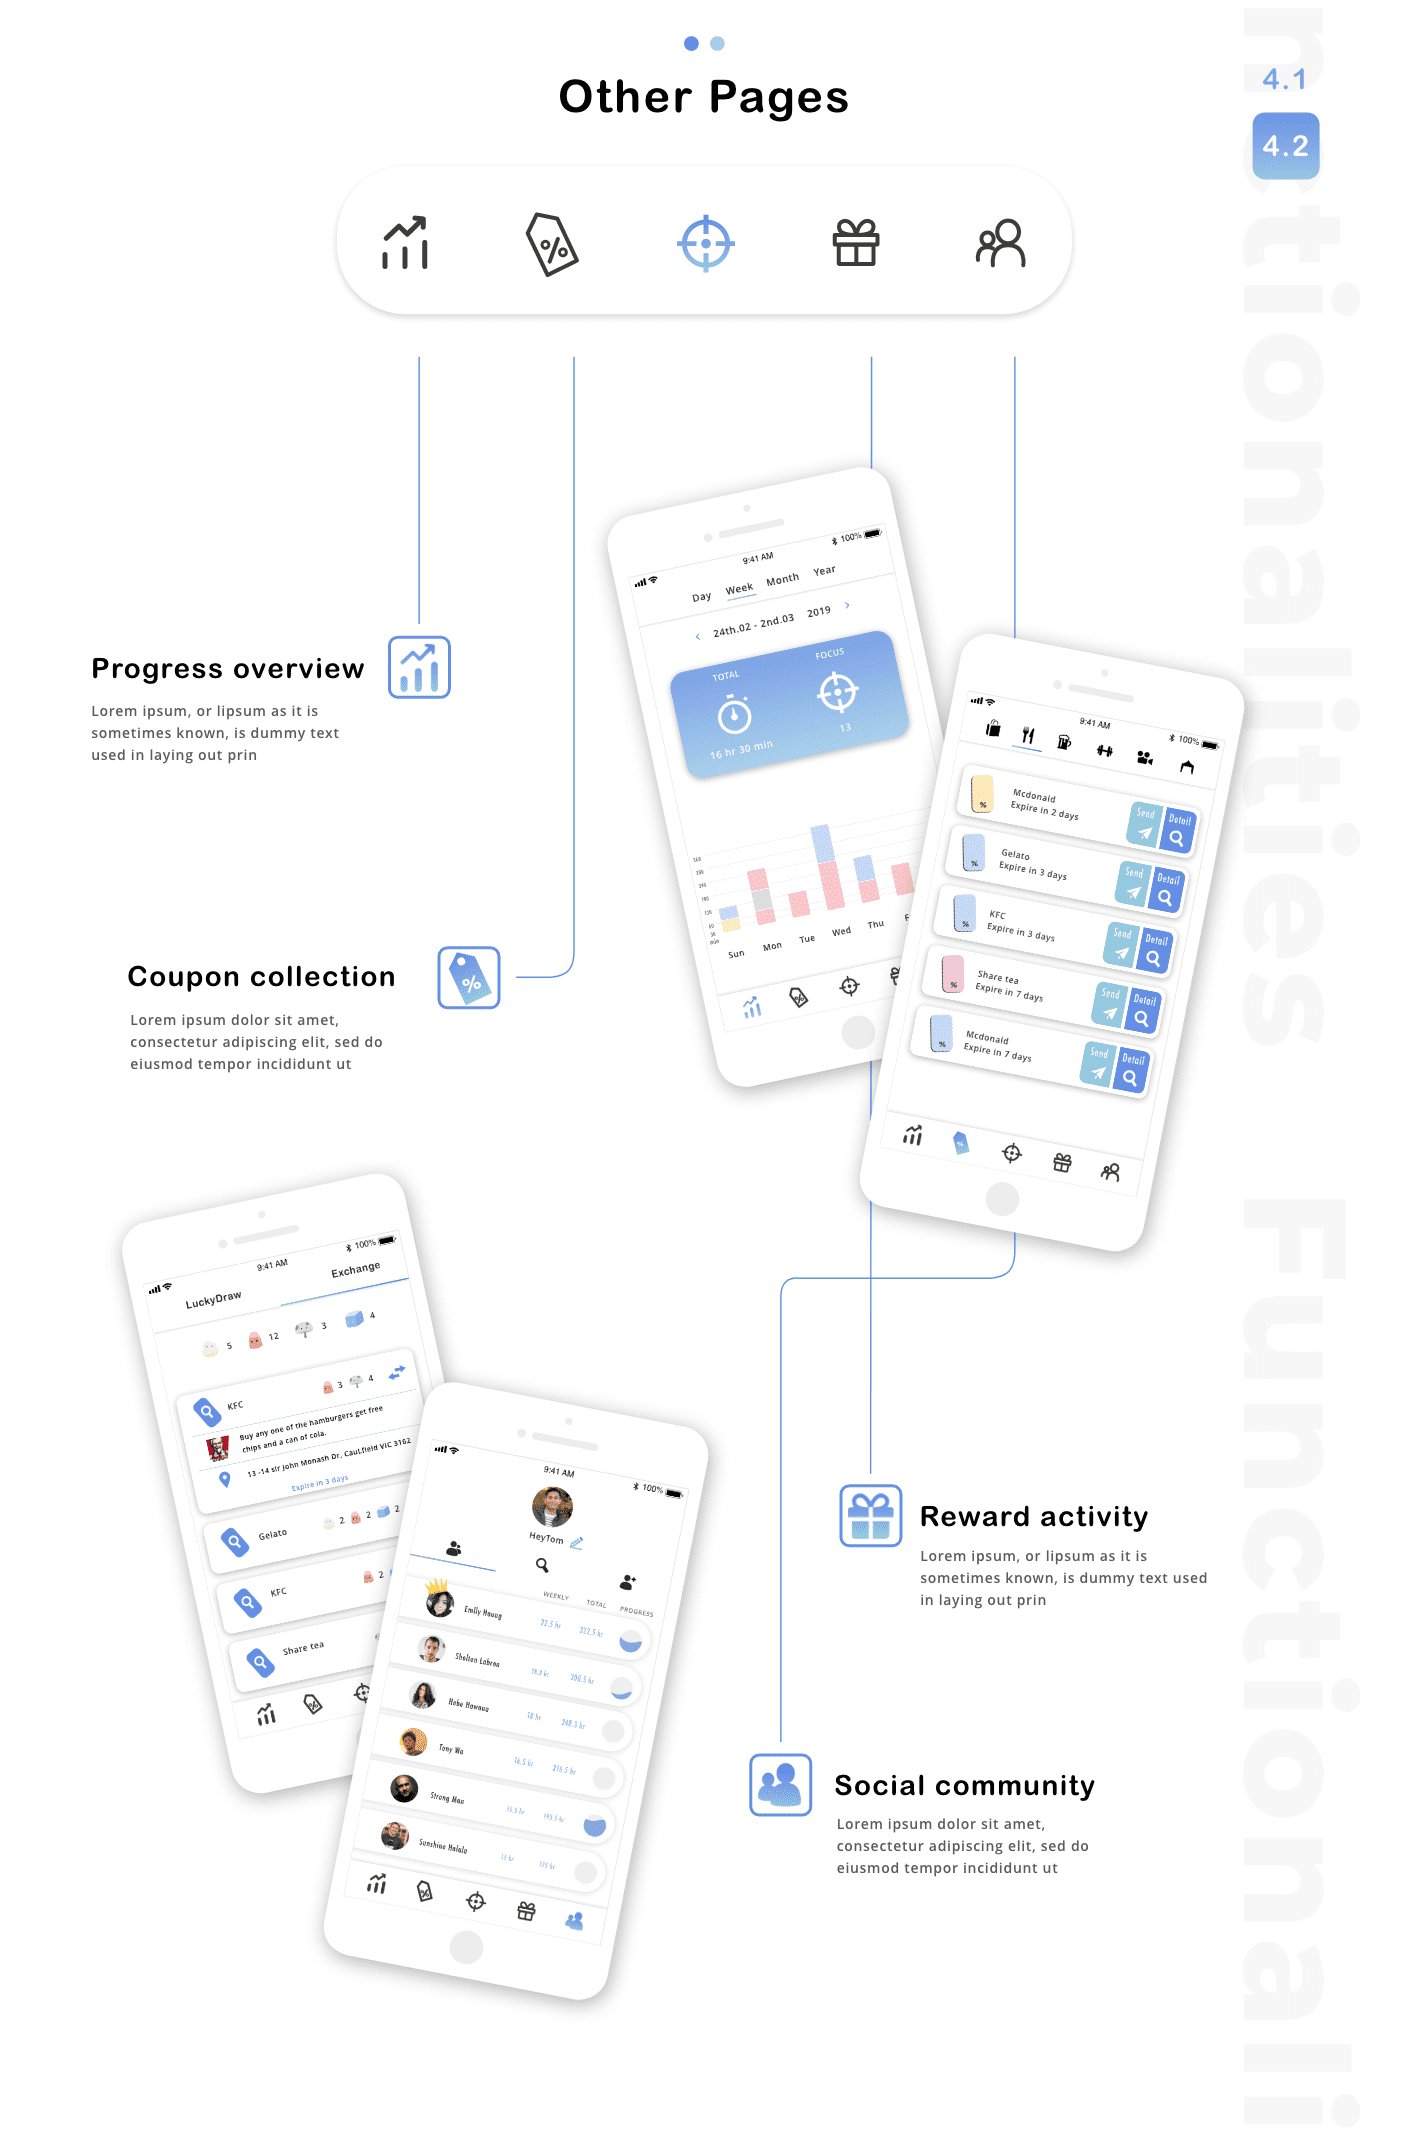 Other Pages
4.1
4.2
Functionalities
Functionali
9:41 AM
100%
Day Week Month Year
24th.02 - 2nd.03 2019
TOTAL
FOCUS
16 hr 30 min
13
Sun Mon Tue Wed Thu
Progress overview
Lorem ipsum, or lipsum as it is
sometimes known, is dummy text
used in laying out prin
9:41 AM
100%
Mcdonald
Expire in 2 days
Send
Detail
Gelato
Expire in 3 days
Send
Detail
KFC
Expire in 3 days
Send
Detail
Share tea
Expire in 7 days
Send
Detail
Mcdonald
Expire in 7 days
Send
Detail
Coupon collection
Lorem ipsum dolor sit amet,
consectetur adipiscing elit, sed do
eiusmod tempor incididunt ut
9:41 AM
100%
LuckyDraw
Exchange
5 12 3 4
KFC
3 4
Buy any one of the hamburgers get free
chips and a can of cola.
13 -14 sir john Monash Dr, Caulfield VIC 3162
Expire in 3 days
Gelato
2 2 2
KFC
2
Share tea
9:41 AM
100%
HeyTom
WEEKLY TOTAL PROGRESS
Emily Huuug 22.5 hr 222.5 hr
Shelian Labrea 200.5 hr
Hebe Hawana 18 hr 248.3 hr
Tony Wa 16.5 hr 216.5 hr
Strong Man 15.5 hr 195.5 hr
Sunshine Halala 15 hr 175 hr
Reward activity
Lorem ipsum, or lipsum as it is
sometimes known, is dummy text used
in laying out prin
Social community
Lorem ipsum dolor sit amet,
consectetur adipiscing elit, sed do
eiusmod tempor incididunt ut